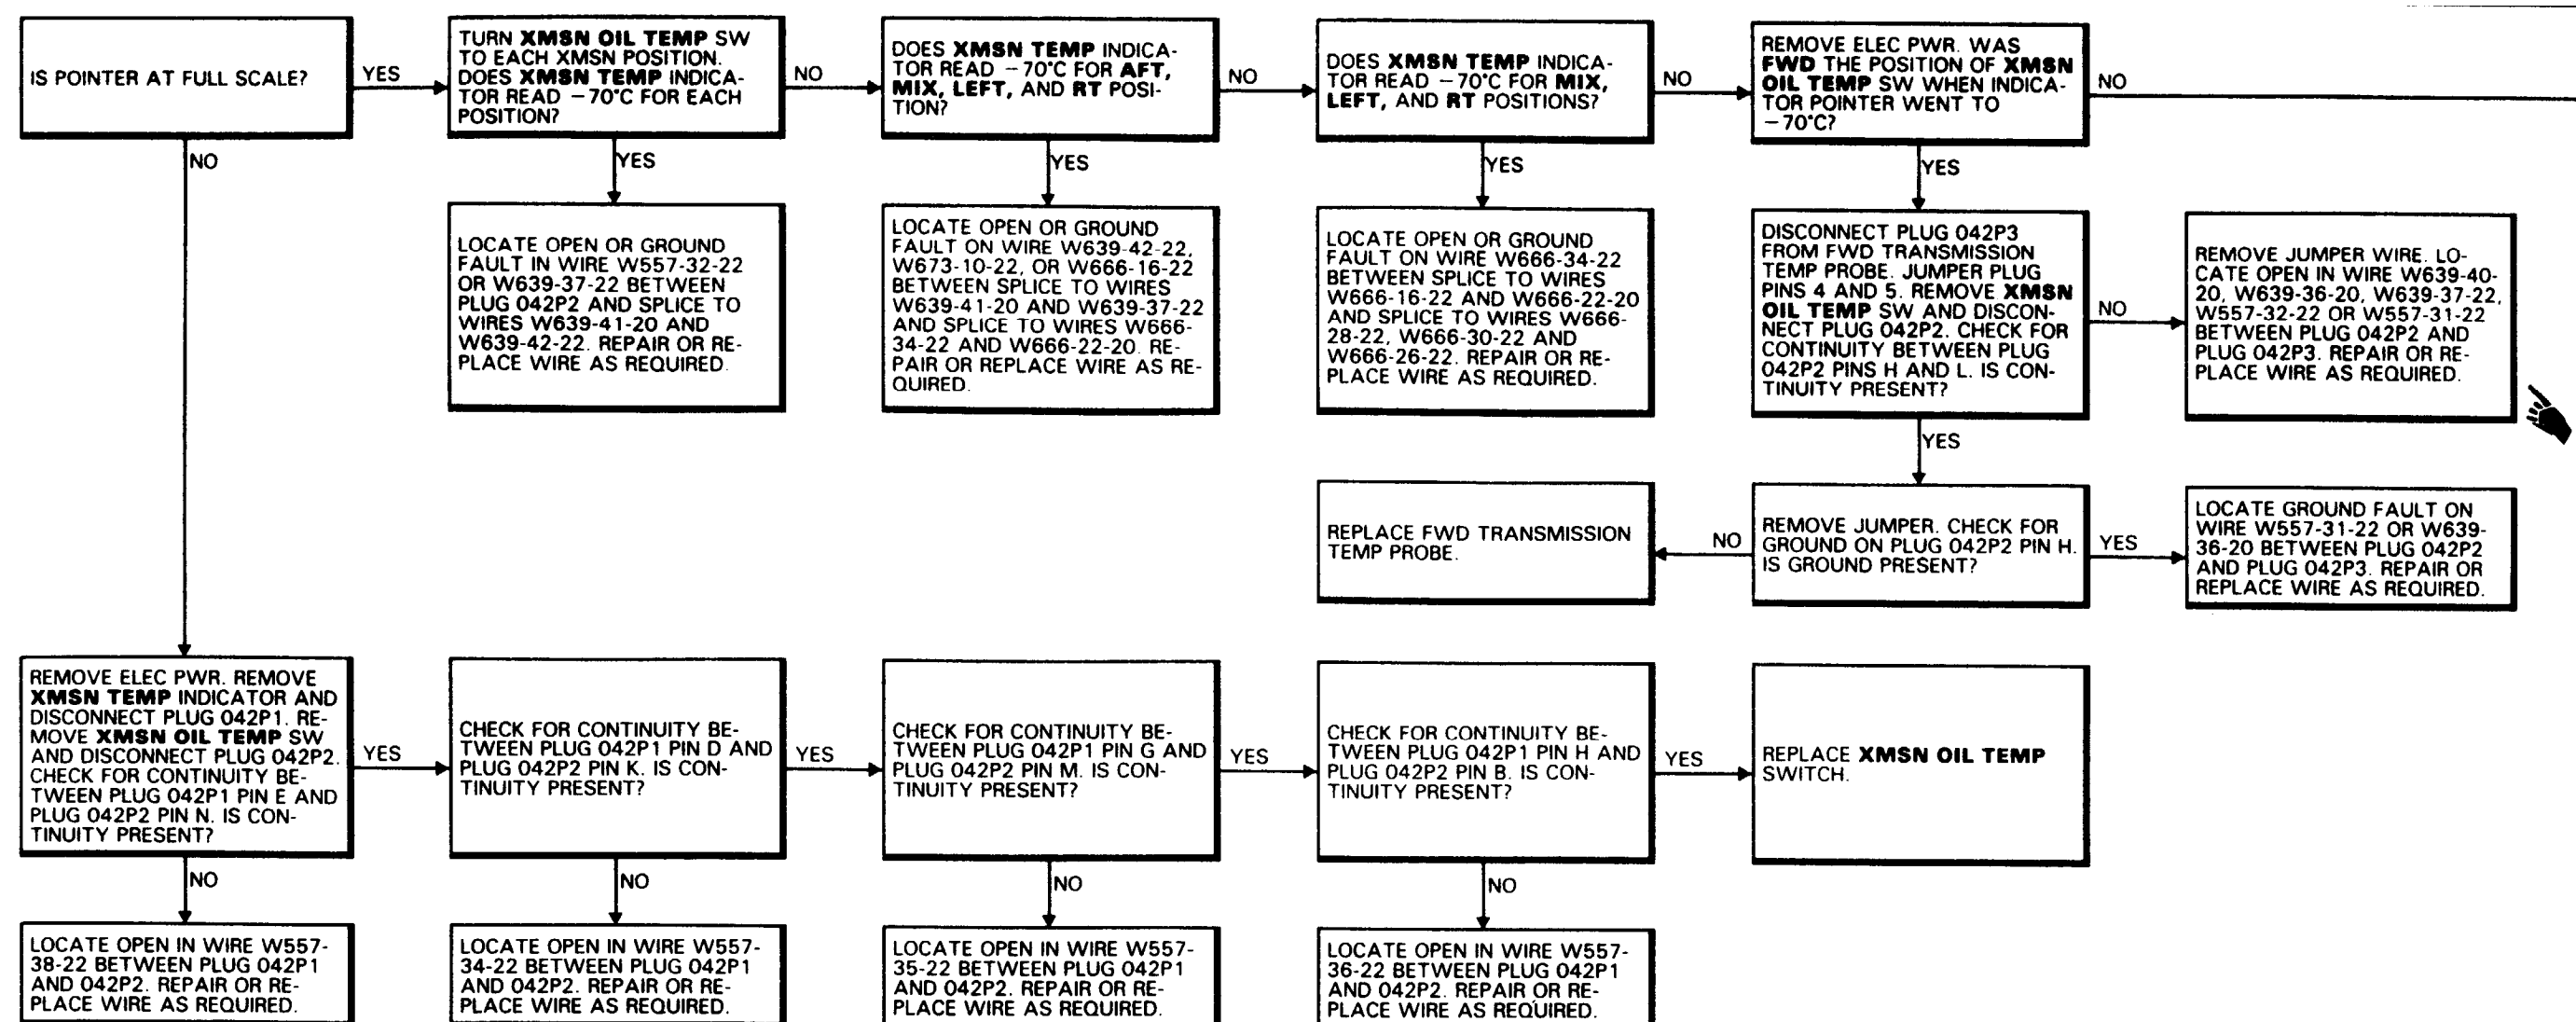 IS POINTER AT FULL SCALE?
YES
NO
TURN XMSN OIL TEMP SW
TO EACH XMSN POSITION.
DOES XMSN TEMP INDICA-
TOR READ −70°C FOR EACH
POSITION?
NO
YES
DOES XMSN TEMP INDICA-
TOR READ −70°C FOR AFT,
MIX, LEFT, AND RT POSI-
TION?
NO
YES
DOES XMSN TEMP INDICA-
TOR READ −70°C FOR MIX,
LEFT, AND RT POSITIONS?
NO
YES
REMOVE ELEC PWR. WAS
FWD THE POSITION OF XMSN
OIL TEMP SW WHEN INDICA-
TOR POINTER WENT TO
−70°C?
NO
YES
LOCATE OPEN OR GROUND
FAULT IN WIRE W557-32-22
OR W639-37-22 BETWEEN
PLUG 042P2 AND SPLICE TO
WIRES W639-41-20 AND
W639-42-22. REPAIR OR RE-
PLACE WIRE AS REQUIRED.
LOCATE OPEN OR GROUND
FAULT ON WIRE W639-42-22,
W673-10-22, OR W666-16-22
BETWEEN SPLICE TO WIRES
W639-41-20 AND W639-37-22
AND SPLICE TO WIRES W666-
34-22 AND W666-22-20. RE-
PAIR OR REPLACE WIRE AS RE-
QUIRED.
LOCATE OPEN OR GROUND
FAULT ON WIRE W666-34-22
BETWEEN SPLICE TO WIRES
W666-16-22 AND W666-22-20
AND SPLICE TO WIRES W666-
28-22, W666-30-22 AND
W666-26-22. REPAIR OR RE-
PLACE WIRE AS REQUIRED.
DISCONNECT PLUG 042P3
FROM FWD TRANSMISSION
TEMP PROBE. JUMPER PLUG
PINS 4 AND 5. REMOVE XMSN
OIL TEMP SW AND DISCON-
NECT PLUG 042P2. CHECK FOR
CONTINUITY BETWEEN PLUG
042P2 PINS H AND L. IS CON-
TINUITY PRESENT?
NO
YES
REMOVE JUMPER WIRE. LO-
CATE OPEN IN WIRE W639-40-
20, W639-36-20, W639-37-22,
W557-32-22 OR W557-31-22
BETWEEN PLUG 042P2 AND
PLUG 042P3. REPAIR OR RE-
PLACE WIRE AS REQUIRED.
REPLACE FWD TRANSMISSION
TEMP PROBE.
NO
REMOVE JUMPER. CHECK FOR
GROUND ON PLUG 042P2 PIN H.
IS GROUND PRESENT?
YES
LOCATE GROUND FAULT ON
WIRE W557-31-22 OR W639-
36-20 BETWEEN PLUG 042P2
AND PLUG 042P3. REPAIR OR
REPLACE WIRE AS REQUIRED.
REMOVE ELEC PWR. REMOVE
XMSN TEMP INDICATOR AND
DISCONNECT PLUG 042P1. RE-
MOVE XMSN OIL TEMP SW
AND DISCONNECT PLUG 042P2.
CHECK FOR CONTINUITY BE-
TWEEN PLUG 042P1 PIN E AND
PLUG 042P2 PIN N. IS CON-
TINUITY PRESENT?
YES
NO
CHECK FOR CONTINUITY BE-
TWEEN PLUG 042P1 PIN D AND
PLUG 042P2 PIN K. IS CON-
TINUITY PRESENT?
YES
NO
CHECK FOR CONTINUITY BE-
TWEEN PLUG 042P1 PIN G AND
PLUG 042P2 PIN M. IS CON-
TINUITY PRESENT?
YES
NO
CHECK FOR CONTINUITY BE-
TWEEN PLUG 042P1 PIN H AND
PLUG 042P2 PIN B. IS CON-
TINUITY PRESENT?
YES
NO
REPLACE XMSN OIL TEMP
SWITCH.
LOCATE OPEN IN WIRE W557-
38-22 BETWEEN PLUG 042P1
AND 042P2. REPAIR OR RE-
PLACE WIRE AS REQUIRED.
LOCATE OPEN IN WIRE W557-
34-22 BETWEEN PLUG 042P1
AND 042P2. REPAIR OR RE-
PLACE WIRE AS REQUIRED.
LOCATE OPEN IN WIRE W557-
35-22 BETWEEN PLUG 042P1
AND 042P2. REPAIR OR RE-
PLACE WIRE AS REQUIRED.
LOCATE OPEN IN WIRE W557-
36-22 BETWEEN PLUG 042P1
AND 042P2. REPAIR OR RE-
PLACE WIRE AS REQUIRED.